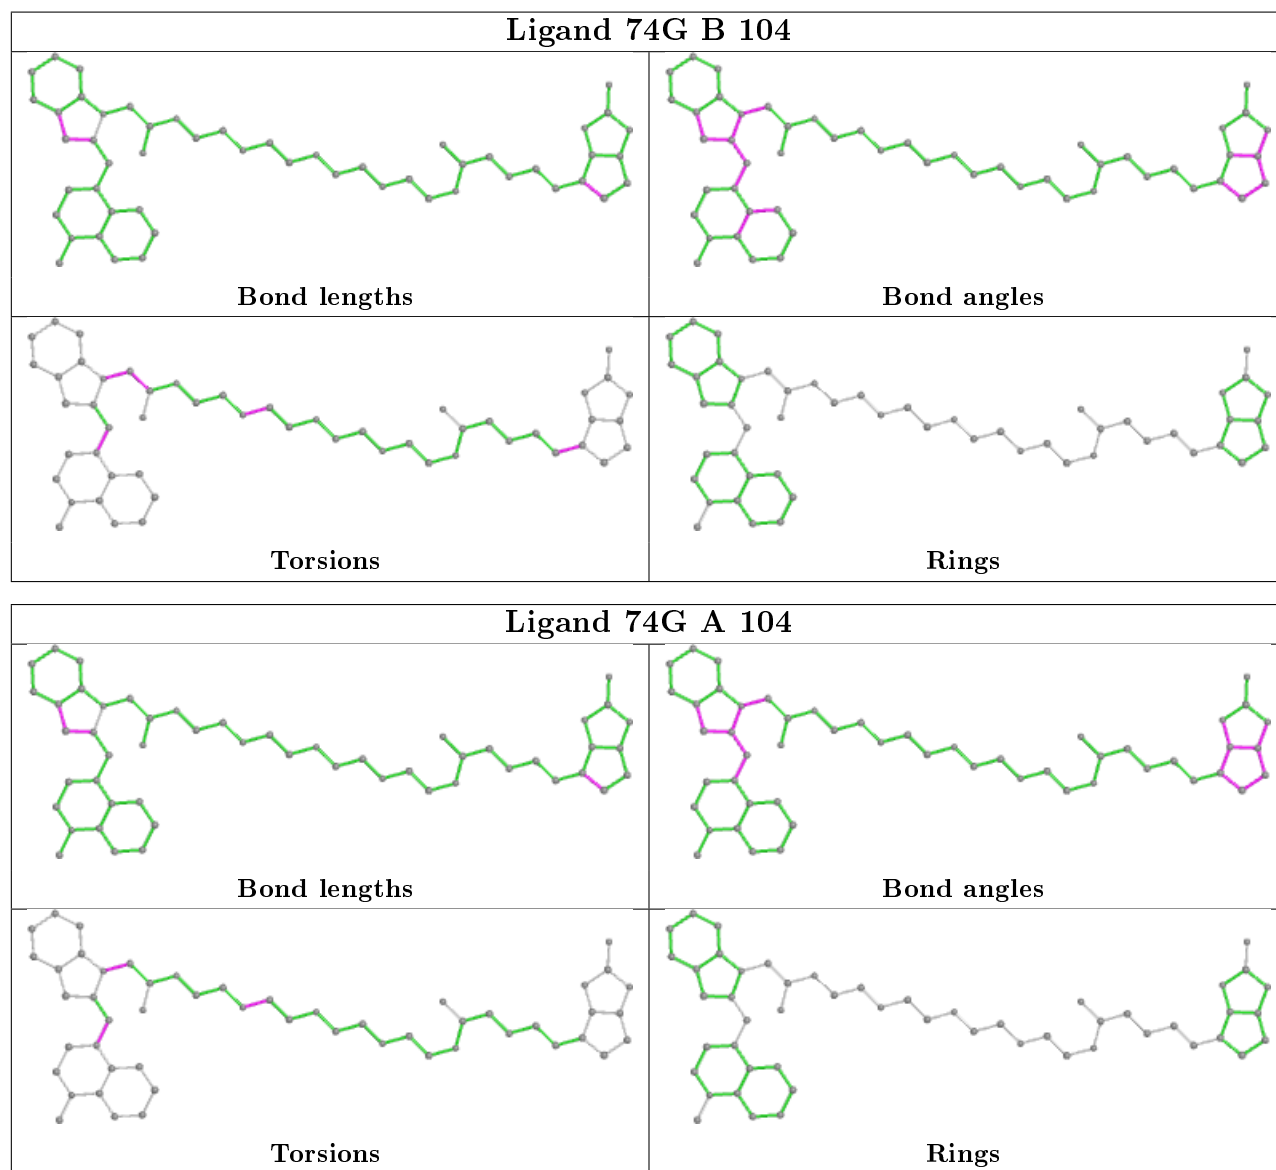 Ligand 74G B 104
Bond lengths
Bond angles
Torsions
Rings
Ligand 74G A 104
Bond lengths
Bond angles
Torsions
Rings